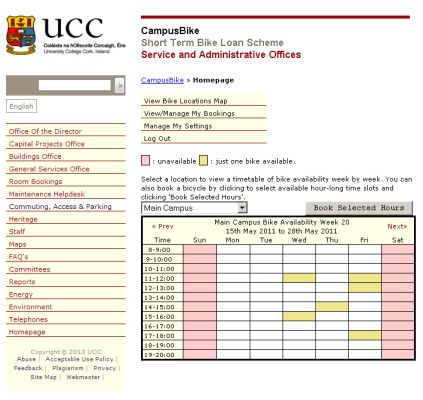 UCC
Coláiste na hOllscoile Corcaigh, Éire
University College Cork, Ireland
CampusBike
Short Term Bike Loan Scheme
Service and Administrative Offices
>
English
Office Of the Director
Capital Projects Office
Buildings Office
General Services Office
Room Bookings
Maintenance Helpdesk
Commuting, Access & Parking
Heritage
Staff
Maps
FAQ's
Committees
Reports
Energy
Environment
Telephones
Homepage
Copyright © 2013 UCC
Abuse | Acceptable Use Policy |
Feedback | Plagiarism | Privacy |
Site Map | Webmaster |
CampusBike > Homepage
View Bike Locations Map
View/Manage My Bookings
Manage My Settings
Log Out
: unavailable : just one bike available.
Select a location to view a timetable of bike availability week by week. You can
also book a bicycle by clicking to select available hour-long time slots and
clicking 'Book Selected Hours'.
Main Campus Book Selected Hours
< Prev Main Campus Bike Availability Week 20 Next>
15th May 2011 to 28th May 2011
Time Sun Mon Tue Wed Thu Fri Sat
8-9:00
9-10:00
10-11:00
11-12:00
12-13:00
13-14:00
14-15:00
15-16:00
16-17:00
17-18:00
18-19:00
19-20:00